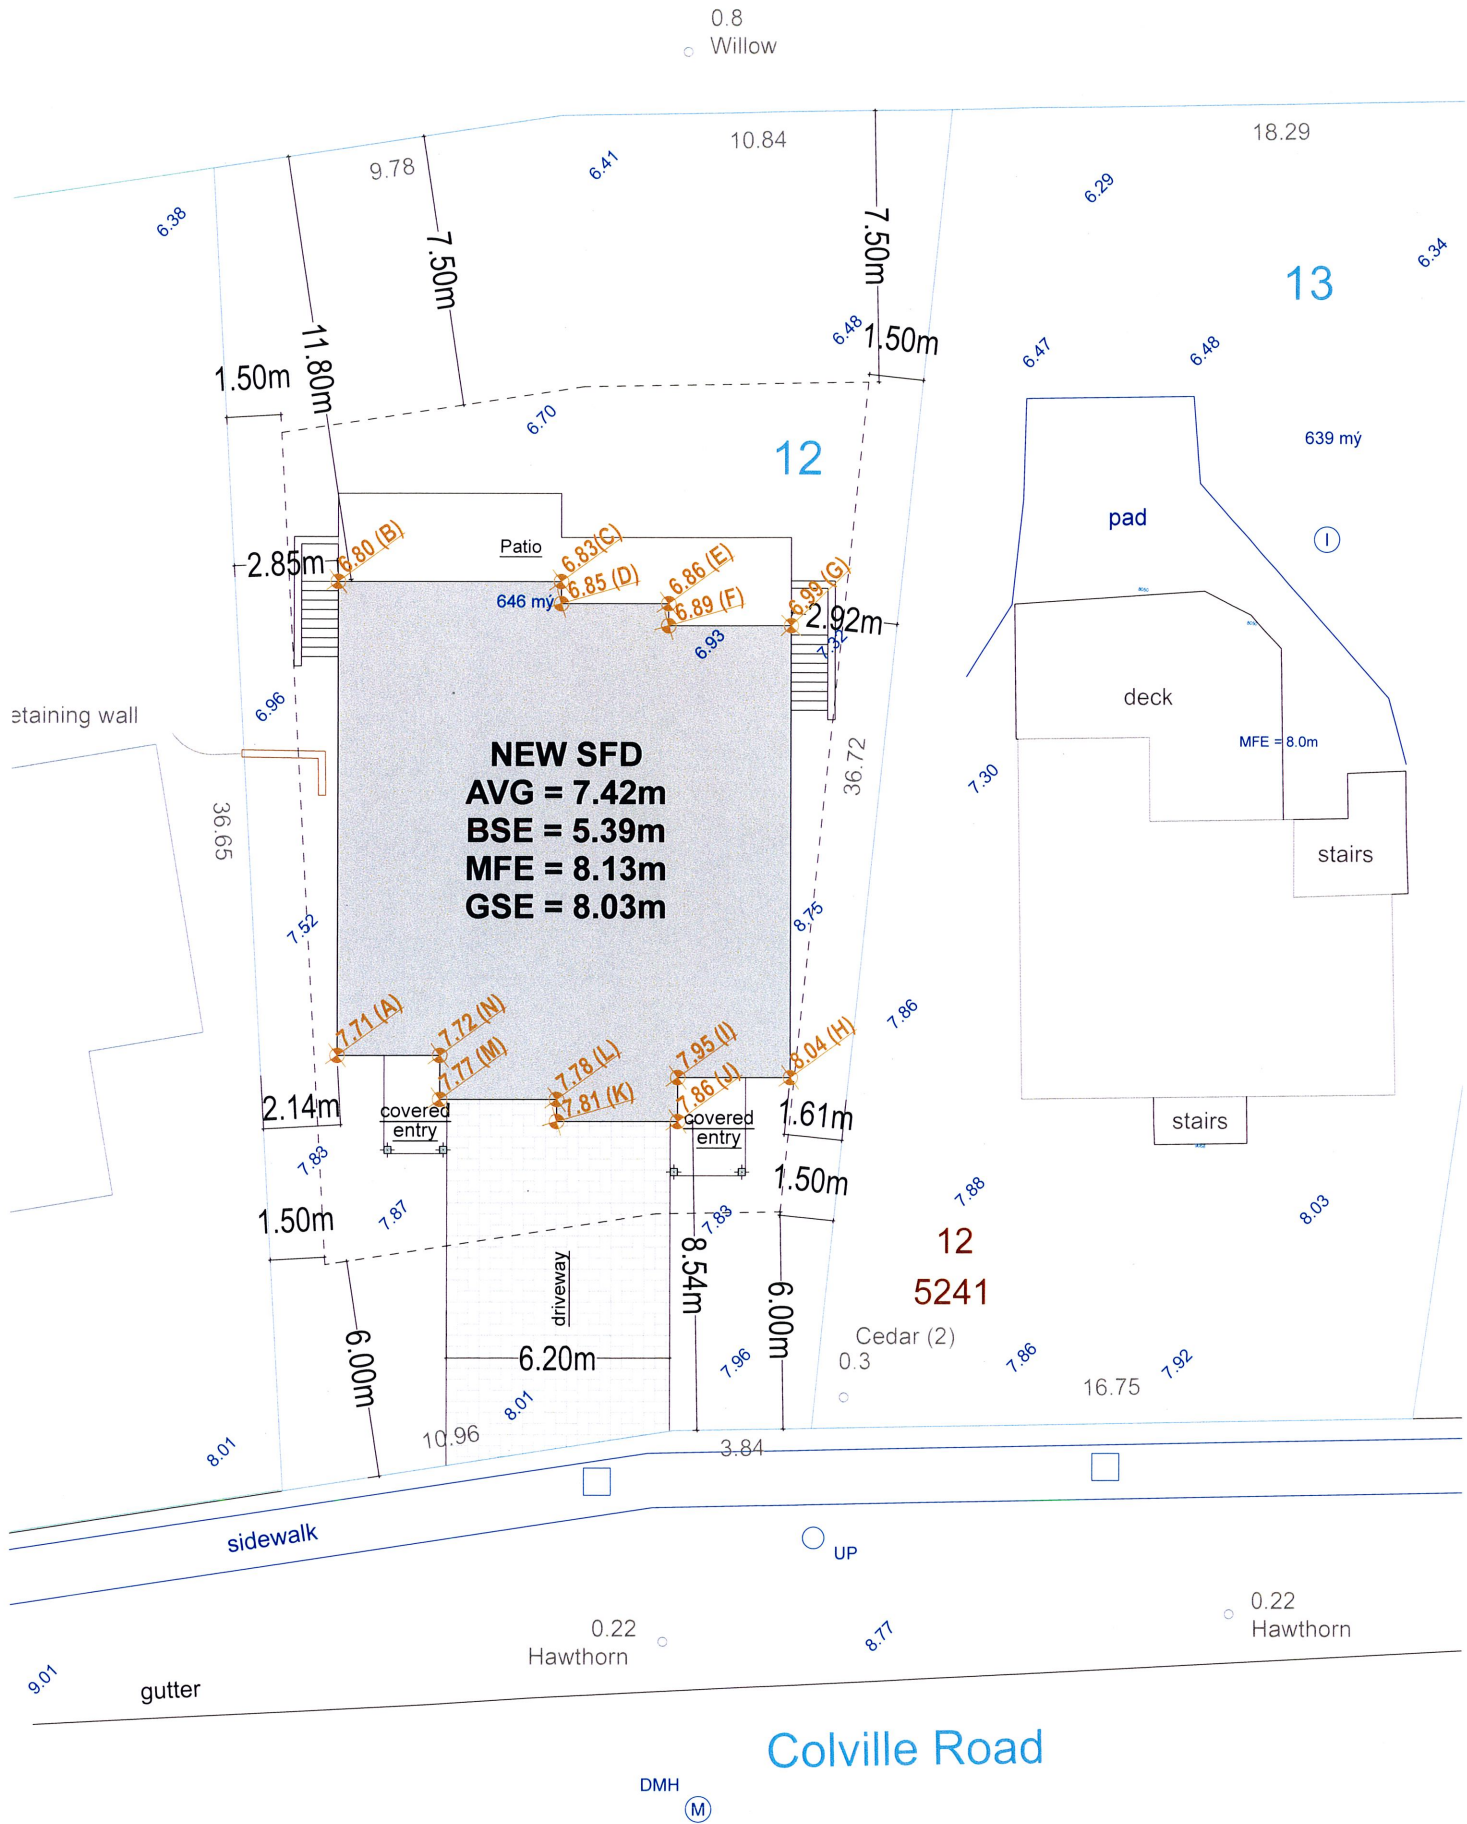 0.8
Willow
10.84
18.29
9.78
6.41
6.29
6.38
7.50m
7.50m
6.34
13
11.80m
6.48
1.50m
6.47
6.48
1.50m
6.70
12
639 mý
pad
I
6.80 (B)
6.83(C)
Patio
2.85m
6.85 (D)
6.86 (E)
6.99 (G)
646 mý
6.89 (F)
2.92m
6.93
7.32
6.96
deck
etaining wall
MFE = 8.0m
NEW SFD
AVG = 7.42m
BSE = 5.39m
MFE = 8.13m
GSE = 8.03m
36.72
7.30
36.65
stairs
7.52
8.75
7.71 (A)
7.72 (N)
7.86
7.77 (M)
7.78 (L)
7.95 (I)
8.04 (H)
7.81 (K)
7.86 (J)
2.14m
covered
entry
covered
entry
1.61m
stairs
7.83
1.50m
7.88
7.87
1.50m
7.83
8.03
12
5241
driveway
8.54m
6.00m
6.00m
Cedar (2)
0.3
6.20m
7.96
7.86
7.92
16.75
8.01
8.01
10.96
3.84
sidewalk
UP
0.22
Hawthorn
0.22
Hawthorn
8.77
9.01
gutter
Colville Road
DMH
M